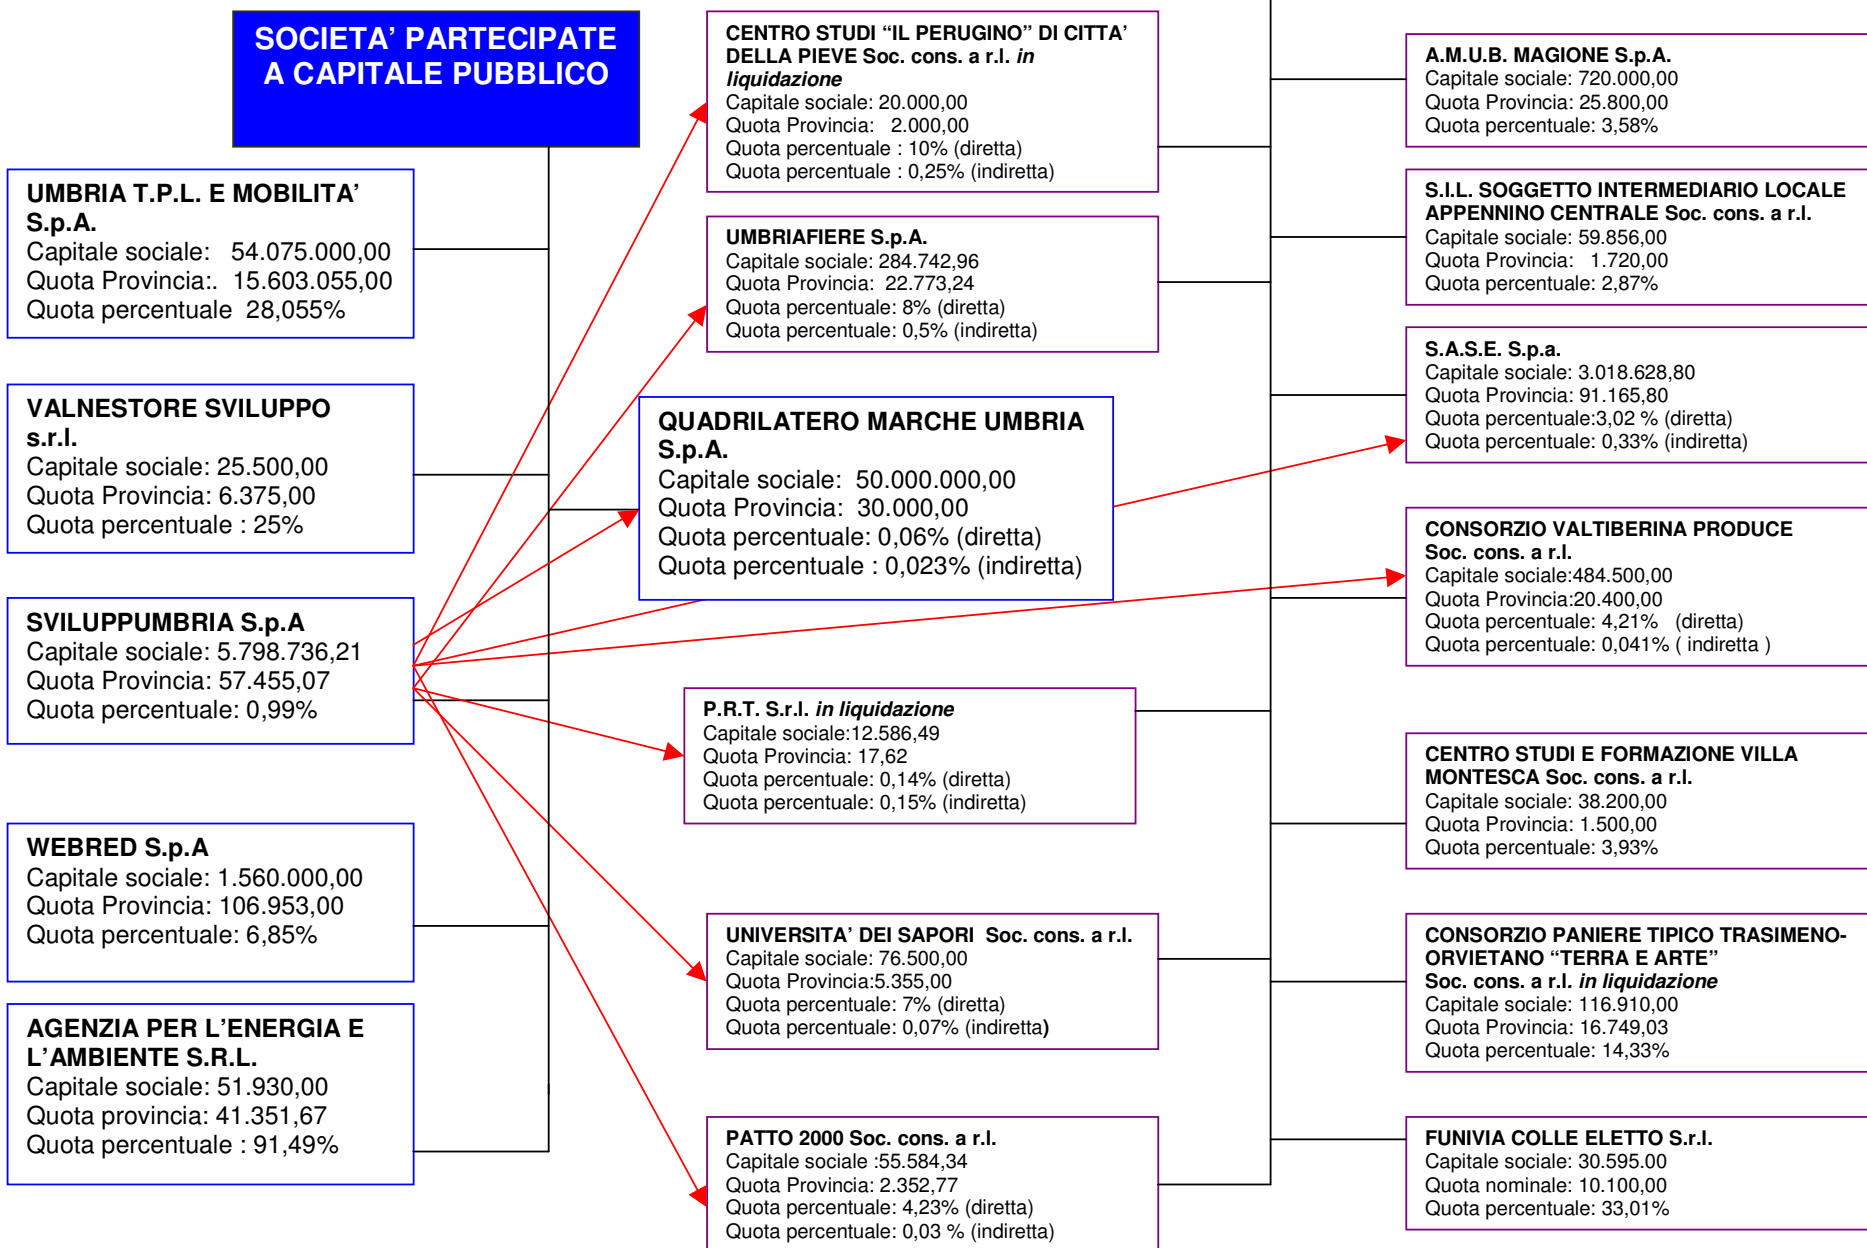 SOCIETA’ PARTECIPATE
A CAPITALE PUBBLICO
UMBRIA T.P.L. E MOBILITA’
S.p.A.
Capitale sociale: 54.075.000,00
Quota Provincia:. 15.603.055,00
Quota percentuale 28,055%
VALNESTORE SVILUPPO
s.r.l.
Capitale sociale: 25.500,00
Quota Provincia: 6.375,00
Quota percentuale : 25%
SVILUPPUMBRIA S.p.A
Capitale sociale: 5.798.736,21
Quota Provincia: 57.455,07
Quota percentuale: 0,99%
WEBRED S.p.A
Capitale sociale: 1.560.000,00
Quota Provincia: 106.953,00
Quota percentuale: 6,85%
AGENZIA PER L’ENERGIA E
L’AMBIENTE S.R.L.
Capitale sociale: 51.930,00
Quota provincia: 41.351,67
Quota percentuale : 91,49%
CENTRO STUDI “IL PERUGINO” DI CITTA’
DELLA PIEVE Soc. cons. a r.l. in
liquidazione
Capitale sociale: 20.000,00
Quota Provincia: 2.000,00
Quota percentuale : 10% (diretta)
Quota percentuale : 0,25% (indiretta)
UMBRIAFIERE S.p.A.
Capitale sociale: 284.742,96
Quota Provincia: 22.773,24
Quota percentuale: 8% (diretta)
Quota percentuale: 0,5% (indiretta)
QUADRILATERO MARCHE UMBRIA
S.p.A.
Capitale sociale: 50.000.000,00
Quota Provincia: 30.000,00
Quota percentuale: 0,06% (diretta)
Quota percentuale : 0,023% (indiretta)
P.R.T. S.r.l. in liquidazione
Capitale sociale:12.586,49
Quota Provincia: 17,62
Quota percentuale: 0,14% (diretta)
Quota percentuale: 0,15% (indiretta)
UNIVERSITA’ DEI SAPORI Soc. cons. a r.l.
Capitale sociale: 76.500,00
Quota Provincia:5.355,00
Quota percentuale: 7% (diretta)
Quota percentuale: 0,07% (indiretta)
PATTO 2000 Soc. cons. a r.l.
Capitale sociale :55.584,34
Quota Provincia: 2.352,77
Quota percentuale: 4,23% (diretta)
Quota percentuale: 0,03 % (indiretta)
A.M.U.B. MAGIONE S.p.A.
Capitale sociale: 720.000,00
Quota Provincia: 25.800,00
Quota percentuale: 3,58%
S.I.L. SOGGETTO INTERMEDIARIO LOCALE
APPENNINO CENTRALE Soc. cons. a r.l.
Capitale sociale: 59.856,00
Quota Provincia: 1.720,00
Quota percentuale: 2,87%
S.A.S.E. S.p.a.
Capitale sociale: 3.018.628,80
Quota Provincia: 91.165,80
Quota percentuale:3,02 % (diretta)
Quota percentuale: 0,33% (indiretta)
CONSORZIO VALTIBERINA PRODUCE
Soc. cons. a r.l.
Capitale sociale:484.500,00
Quota Provincia:20.400,00
Quota percentuale: 4,21% (diretta)
Quota percentuale: 0,041% ( indiretta )
CENTRO STUDI E FORMAZIONE VILLA
MONTESCA Soc. cons. a r.l.
Capitale sociale: 38.200,00
Quota Provincia: 1.500,00
Quota percentuale: 3,93%
CONSORZIO PANIERE TIPICO TRASIMENO-
ORVIETANO “TERRA E ARTE”
Soc. cons. a r.l. in liquidazione
Capitale sociale: 116.910,00
Quota Provincia: 16.749,03
Quota percentuale: 14,33%
FUNIVIA COLLE ELETTO S.r.l.
Capitale sociale: 30.595.00
Quota nominale: 10.100,00
Quota percentuale: 33,01%